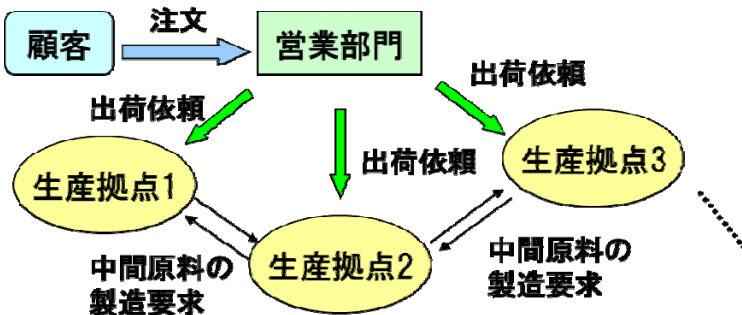 顧客
注文
営業部門
出荷依頼
出荷依頼
出荷依頼
生産拠点1
生産拠点2
生産拠点3
中間原料の
製造要求
中間原料の
製造要求